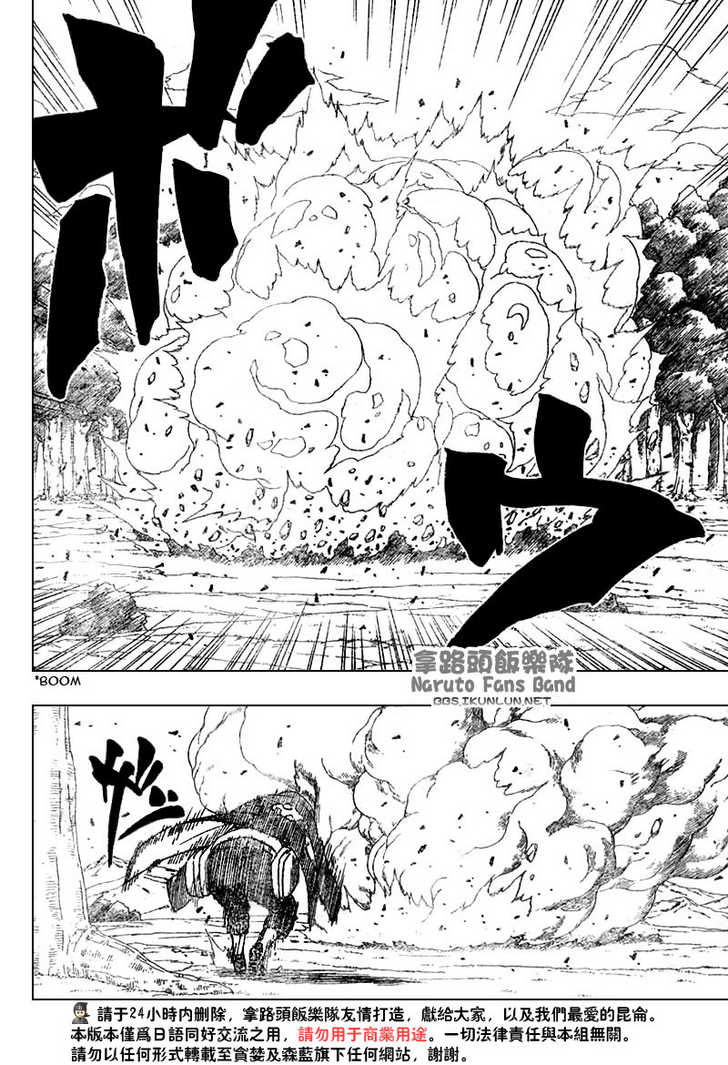 ボウ
*BOOM
拿路頭飯樂隊
Naruto Fans Band
GGS.IKUNLUN.NET
ザッ
請于24小時内刪除，拿路頭飯樂隊友情打造，獻給大家，以及我們最愛的昆侖。
本版本僅爲日語同好交流之用，請勿用于商業用途。一切法律責任與本組無關。
請勿以任何形式轉載至貪婪及森藍旗下任何網站，謝謝。